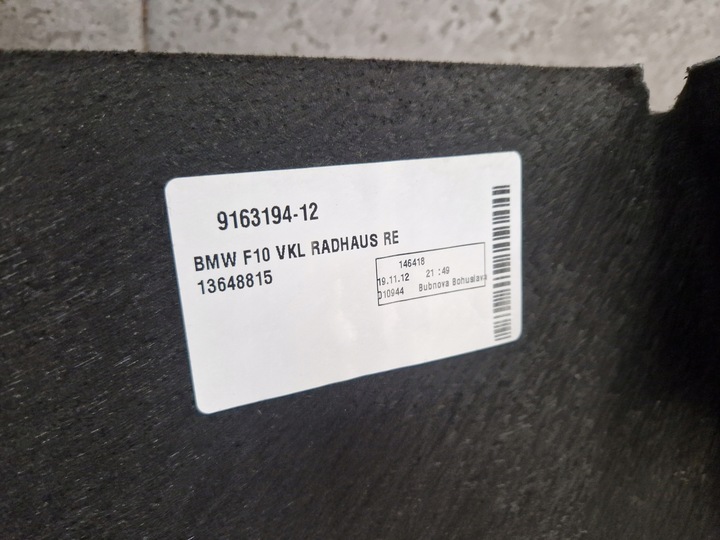 9163194-12
BMW F10 VKL RADHAUS RE
13648815
146418
19.11.12 21:49
010944 Bubnova Bohuslava